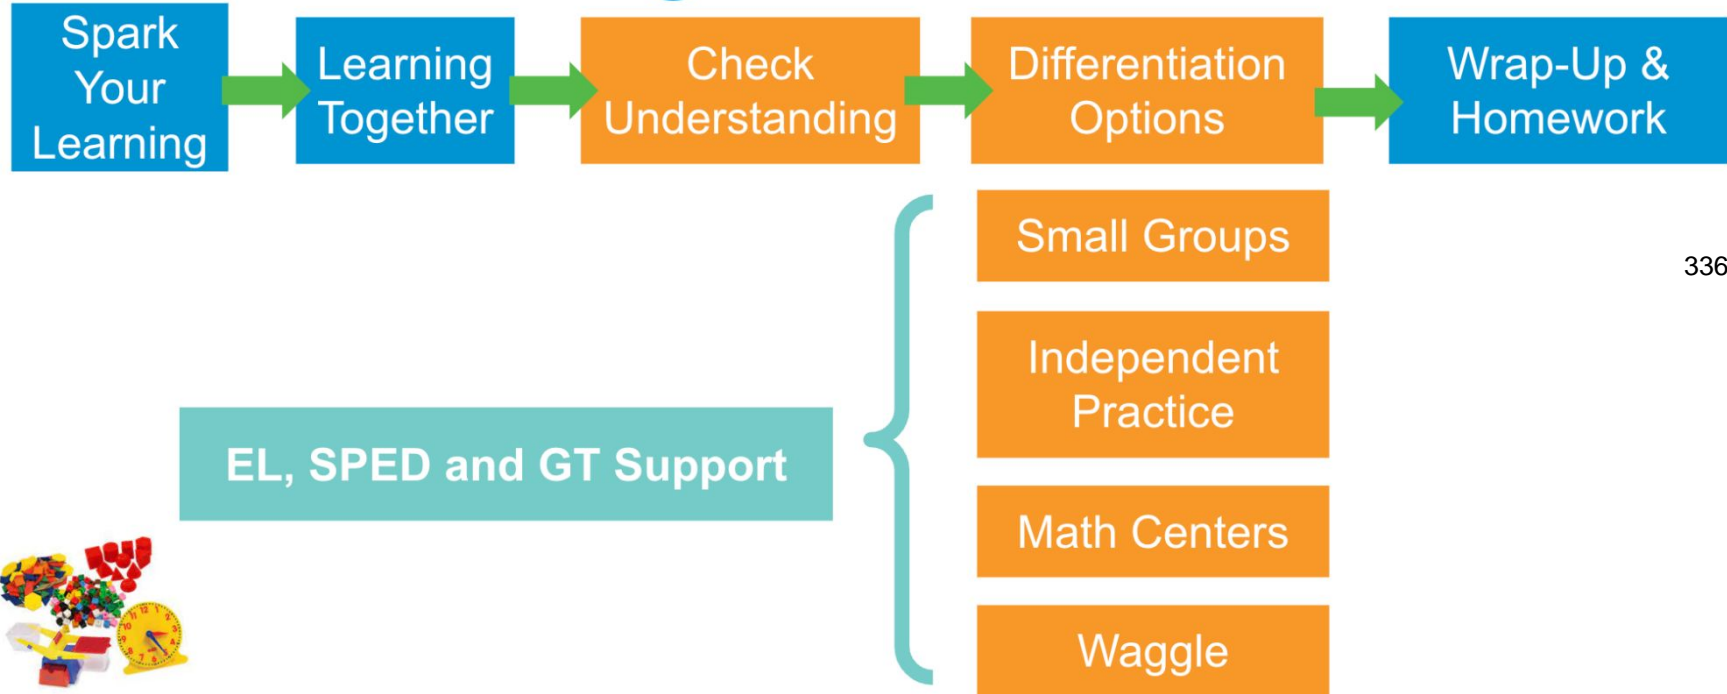 Spark
Your
Learning
Learning
Together
Check
Understanding
Differentiation
Options
Wrap-Up &
Homework
Small Groups
336
Independent
Practice
EL, SPED and GT Support
Math Centers
Waggle